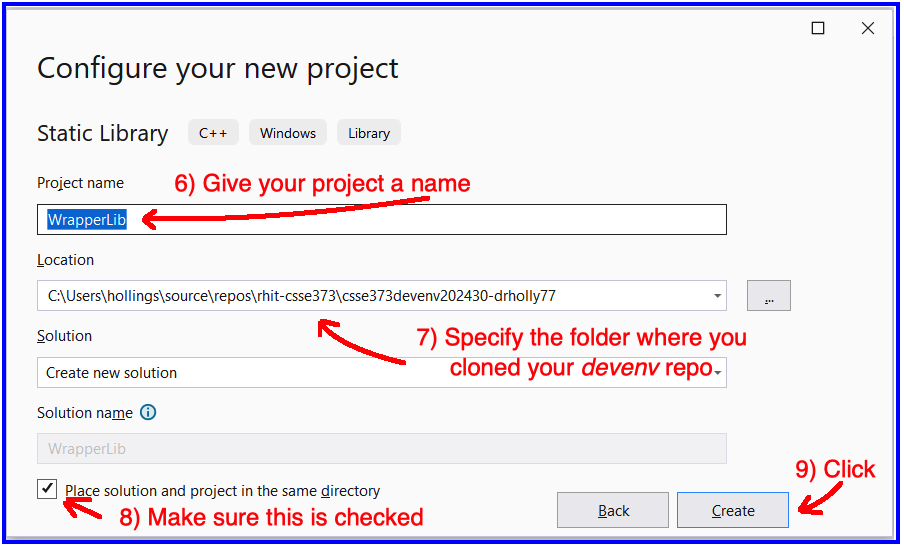 Configure your new project
Static Library C++ Windows Library
Project name
6) Give your project a name
WrapperLib
Location
C:\Users\hollings\source\repos\rhit-csse373\csse373devenv202430-drholly77
...
Solution
7) Specify the folder where you
cloned your devenv repo
Create new solution
Solution name
WrapperLib
Place solution and project in the same directory
8) Make sure this is checked
9) Click
Back
Create